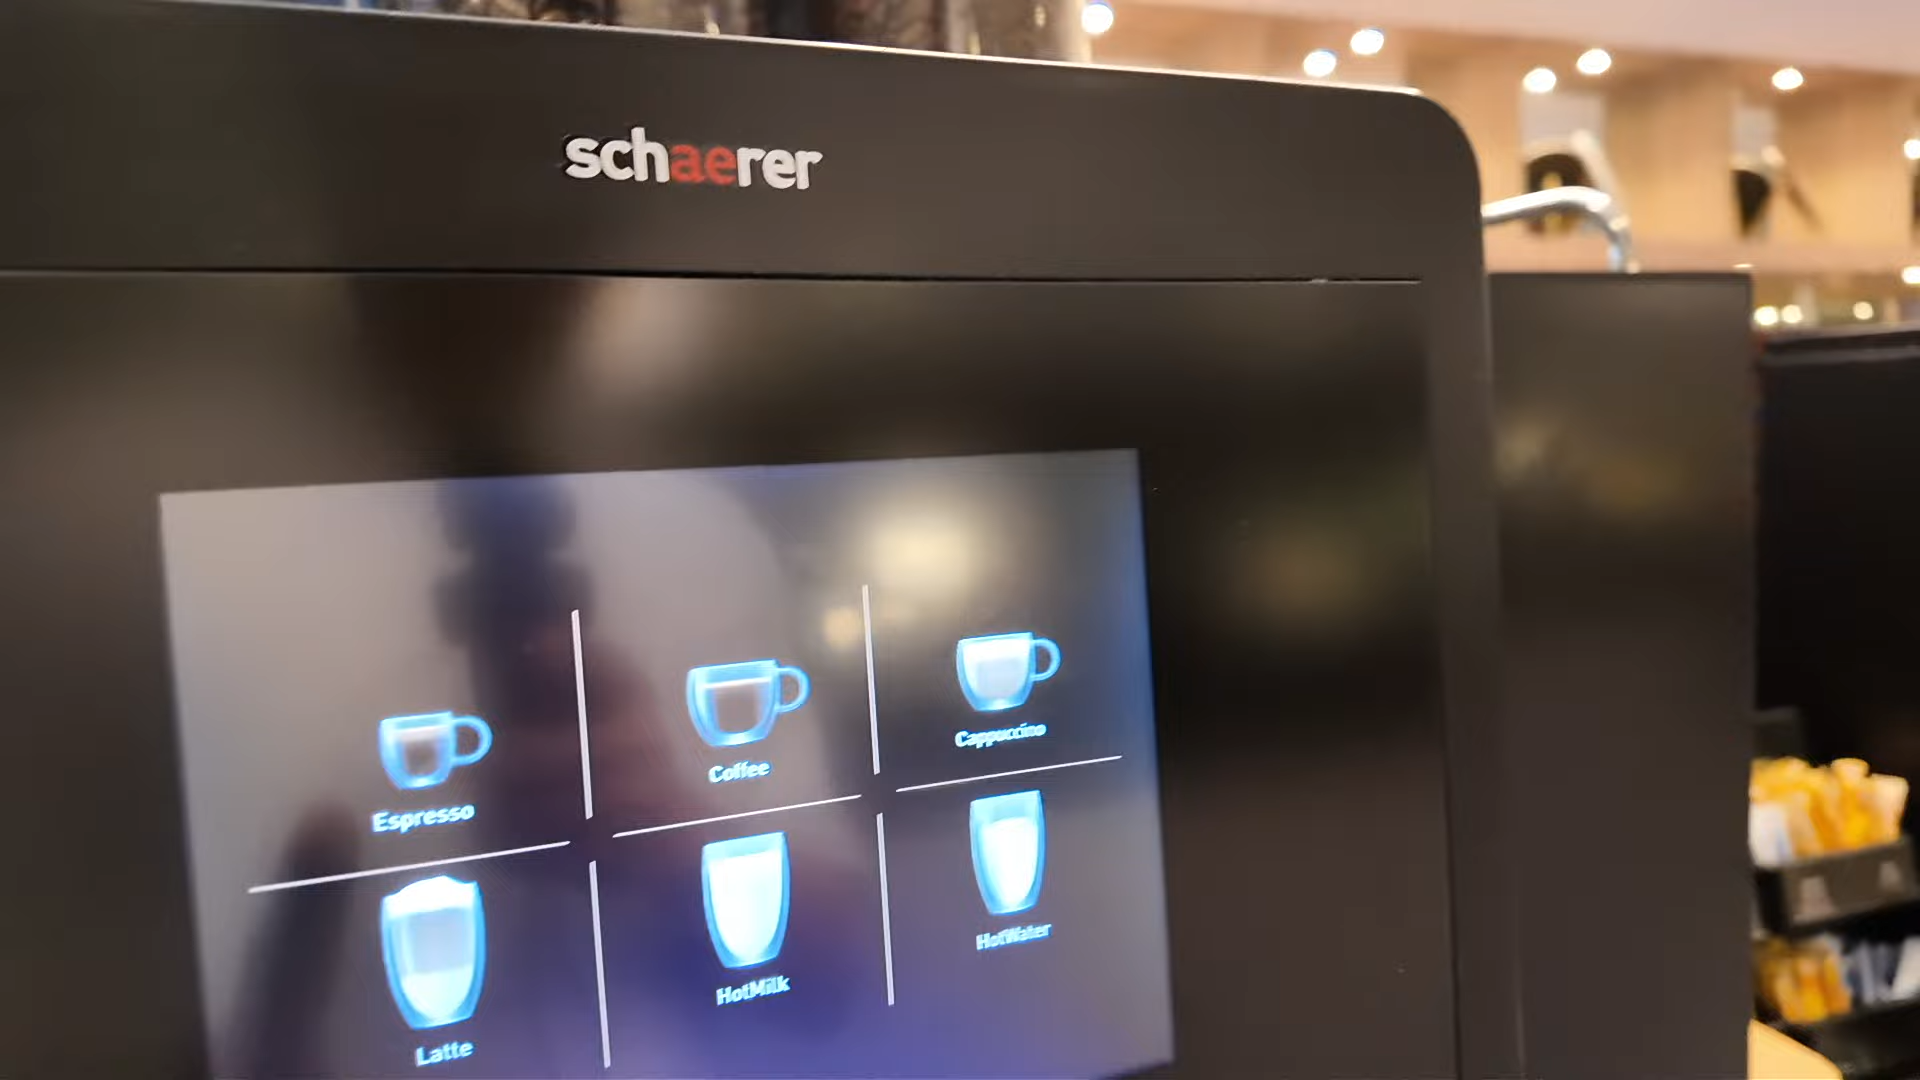 schaerer
Espresso
Coffee
Cappuccino
Latte
HotMilk
HotWater